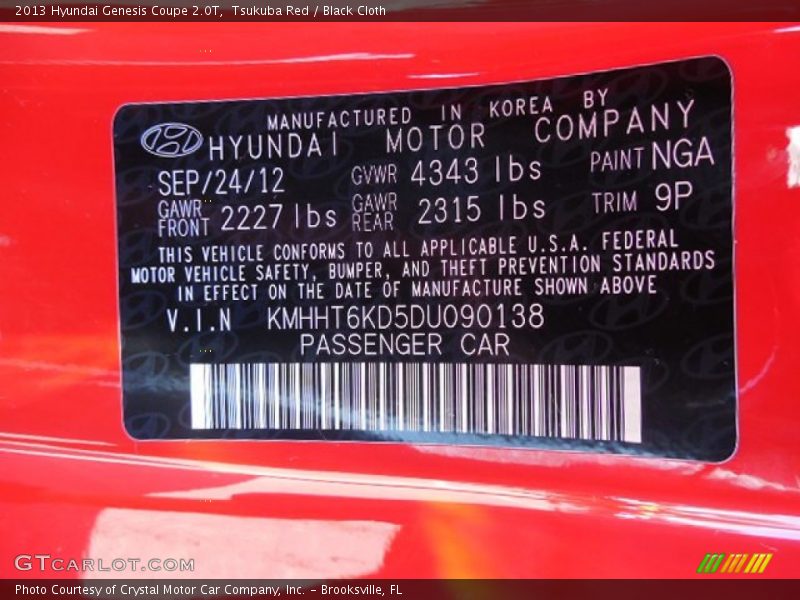 2013 Hyundai Genesis Coupe 2.0T,  Tsukuba Red / Black Cloth
MANUFACTURED IN KOREA BY
HYUNDAI MOTOR COMPANY
SEP/24/12 GVWR 4343 lbs PAINT NGA
GAWR FRONT 2227 lbs GAWR REAR 2315 lbs TRIM 9P
THIS VEHICLE CONFORMS TO ALL APPLICABLE U.S.A. FEDERAL
MOTOR VEHICLE SAFETY, BUMPER, AND THEFT PREVENTION STANDARDS
IN EFFECT ON THE DATE OF MANUFACTURE SHOWN ABOVE
V.I.N KMHHT6KD5DU090138
PASSENGER CAR
GTCARLOT.COM
Photo Courtesy of Crystal Motor Car Company, Inc. – Brooksville, FL